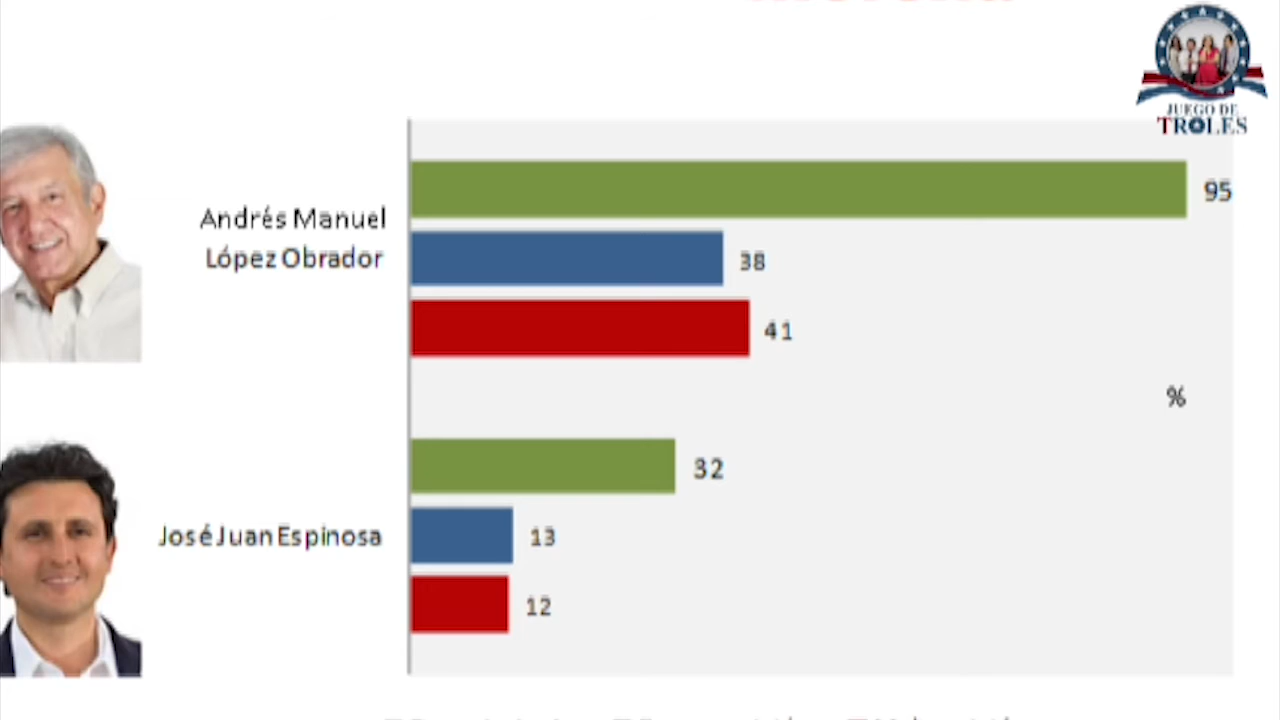 JUEGO DE
TROLES
95
Andrés Manuel
López Obrador
38
41
%
32
José Juan Espinosa
13
12